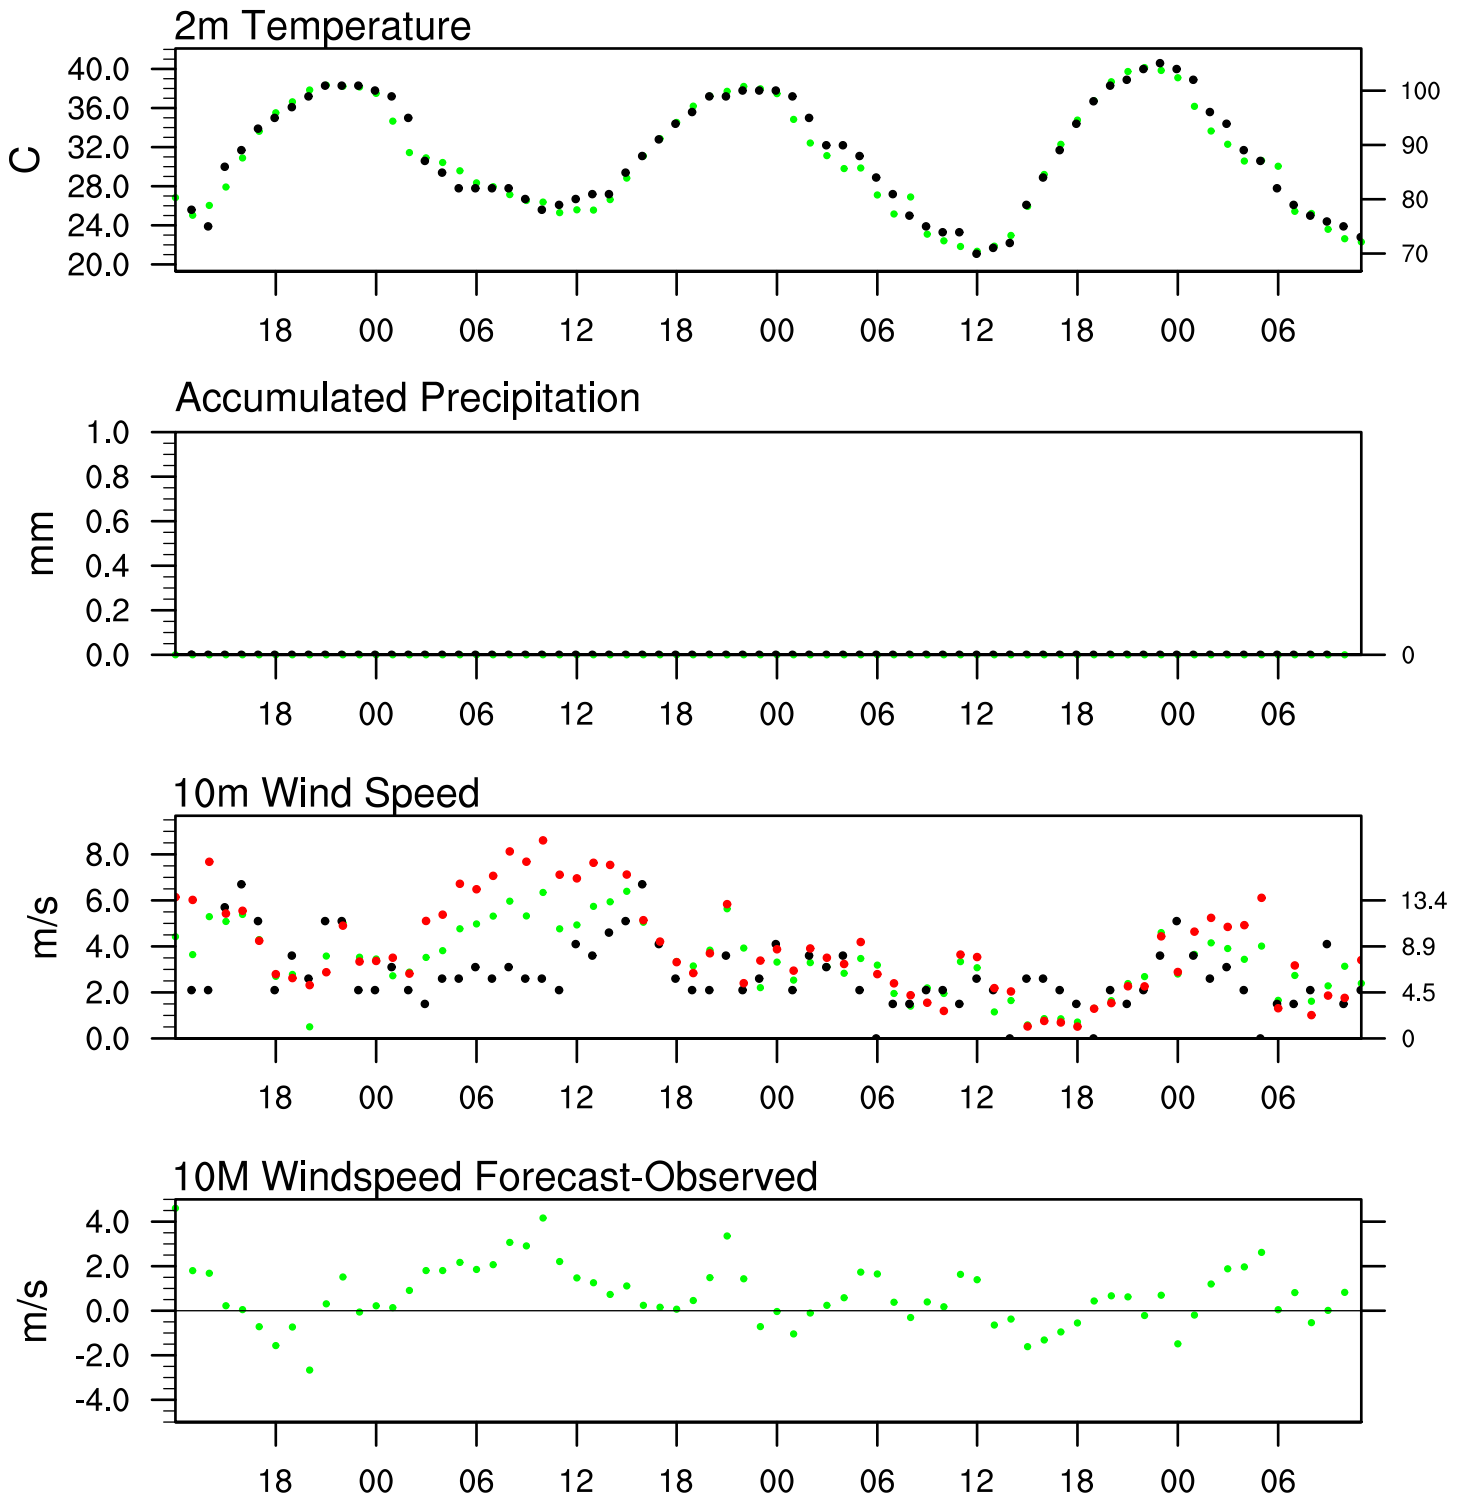 2m Temperature
40.0
36.0
32.0
28.0
24.0
20.0
C
100
90
80
70
18 00 06 12 18 00 06 12 18 00 06
Accumulated Precipitation
1.0
0.8
0.6
0.4
0.2
0.0
mm
0
18 00 06 12 18 00 06 12 18 00 06
10m Wind Speed
8.0
6.0
4.0
2.0
0.0
m/s
13.4
8.9
4.5
0
18 00 06 12 18 00 06 12 18 00 06
10M Windspeed Forecast-Observed
4.0
2.0
0.0
-2.0
-4.0
m/s
18 00 06 12 18 00 06 12 18 00 06